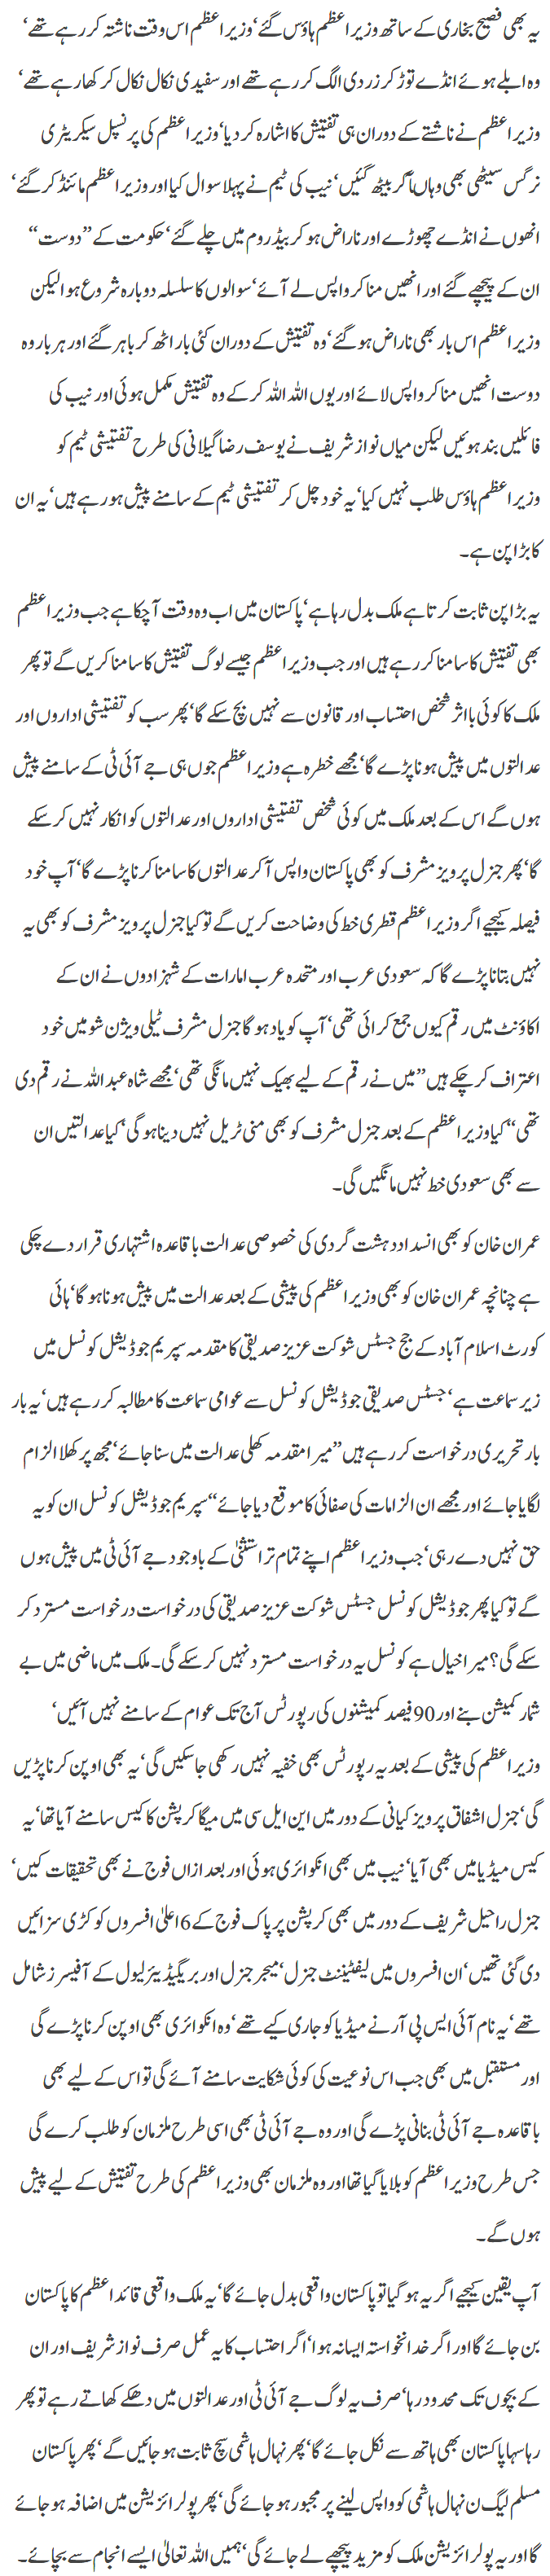 یہ بھی فصیح بخاری کے ساتھ وزیراعظم ہاؤس گئے‘ وزیراعظم اس وقت ناشتہ کر رہے تھے‘
وہ ابلے ہوئے انڈے توڑ کر زردی الگ کر رہے تھے اور سفیدی نکال نکال کر کھا رہے تھے‘
وزیراعظم نے ناشتے کے دوران ہی تفتیش کا اشارہ کر دیا‘ وزیراعظم کی پرنسپل سیکریٹری
نرگس سیٹھی بھی وہاں آ کر بیٹھ گئیں‘ نیب کی ٹیم نے پہلا سوال کیا اور وزیراعظم مائنڈ کر گئے‘
انھوں نے انڈے چھوڑے اور ناراض ہو کر بیڈ روم میں چلے گئے‘ حکومت کے ’’دوست‘‘
ان کے پیچھے گئے اور انھیں منا کر واپس لے آئے‘ سوالوں کا سلسلہ دوبارہ شروع ہوا لیکن
وزیراعظم اس بار بھی ناراض ہو گئے‘ وہ تفتیش کے دوران کئی بار اٹھ کر باہر گئے اور ہر بار وہ
دوست انھیں منا کر واپس لائے اور یوں اللہ اللہ کر کے وہ تفتیش مکمل ہوئی اور نیب کی
فائلیں بند ہوئیں لیکن میاں نواز شریف نے یوسف رضا گیلانی کی طرح تفتیشی ٹیم کو
وزیراعظم ہاؤس طلب نہیں کیا‘ یہ خود چل کر تفتیشی ٹیم کے سامنے پیش ہو رہے ہیں‘ یہ ان
کا بڑا پن ہے۔
یہ بڑا پن ثابت کرتا ہے ملک بدل رہا ہے‘ پاکستان میں اب وہ وقت آ چکا ہے جب وزیراعظم
بھی تفتیش کا سامنا کر رہے ہیں اور جب وزیراعظم جیسے لوگ تفتیش کا سامنا کریں گے تو پھر
ملک کا کوئی بااثر شخص احتساب اور قانون سے نہیں بچ سکے گا‘ پھر سب کو تفتیشی اداروں اور
عدالتوں میں پیش ہونا پڑے گا‘ مجھے خطرہ ہے وزیراعظم جوں ہی جے آئی ٹی کے سامنے پیش
ہوں گے اس کے بعد ملک میں کوئی شخص تفتیشی اداروں اور عدالتوں کو انکار نہیں کر سکے
گا‘ پھر جنرل پرویز مشرف کو بھی پاکستان واپس آ کر عدالتوں کا سامنا کرنا پڑے گا‘ آپ خود
فیصلہ کیجیے اگر وزیراعظم قطری خط کی وضاحت کریں گے تو کیا جنرل پرویز مشرف کو بھی یہ
نہیں بتانا پڑے گا کہ سعودی عرب اور متحدہ عرب امارات کے شہزادوں نے ان کے
اکاؤنٹ میں رقم کیوں جمع کرائی تھی‘ آپ کو یاد ہو گا جنرل مشرف ٹیلی ویژن شو میں خود
اعتراف کر چکے ہیں ’’میں نے رقم کے لیے بھیک نہیں مانگی تھی‘ مجھے شاہ عبداللہ نے رقم دی
تھی‘‘ کیا وزیراعظم کے بعد جنرل مشرف کو بھی منی ٹریل نہیں دینا ہو گی‘ کیا عدالتیں ان
سے بھی سعودی خط نہیں مانگیں گی۔
عمران خان کو بھی انسداد دہشت گردی کی خصوصی عدالت باقاعدہ اشتہاری قرار دے چکی
ہے چنانچہ عمران خان کو بھی وزیراعظم کی پیشی کے بعد عدالت میں پیش ہونا ہو گا‘ ہائی
کورٹ اسلام آباد کے جج جسٹس شوکت عزیز صدیقی کا مقدمہ سپریم جوڈیشل کونسل میں
زیر سماعت ہے‘ جسٹس صدیقی جوڈیشل کونسل سے عوامی سماعت کا مطالبہ کر رہے ہیں‘ یہ بار
بار تحریری درخواست کر رہے ہیں ’’میرا مقدمہ کھلی عدالت میں سنا جائے‘ مجھ پر کھلا الزام
لگایا جائے اور مجھے ان الزامات کی صفائی کا موقع دیا جائے‘‘ سپریم جوڈیشل کونسل ان کو یہ
حق نہیں دے رہی‘ جب وزیراعظم اپنے تمام تر استثنیٰ کے باوجود جے آئی ٹی میں پیش ہوں
گے تو کیا پھر جوڈیشل کونسل جسٹس شوکت عزیز صدیقی کی درخواست درخواست مسترد کر
سکے گی؟ میرا خیال ہے کونسل یہ درخواست مسترد نہیں کر سکے گی۔ ملک میں ماضی میں بے
شمار کمیشن بنے اور 90 فیصد کمیشنوں کی رپورٹس آج تک عوام کے سامنے نہیں آئیں‘
وزیراعظم کی پیشی کے بعد یہ رپورٹس بھی خفیہ نہیں رکھی جا سکیں گی‘ یہ بھی اوپن کرنا پڑیں
گی‘ جنرل اشفاق پرویز کیانی کے دور میں این ایل سی میں میگا کرپشن کا کیس سامنے آیا تھا‘ یہ
کیس میڈیا میں بھی آیا‘ نیب میں بھی انکوائری ہوئی اور بعد ازاں فوج نے بھی تحقیقات کیں‘
جنرل راحیل شریف کے دور میں بھی کرپشن پر پاک فوج کے 6 اعلیٰ افسروں کو کڑی سزائیں
دی گئی تھیں‘ ان افسروں میں لیفٹیننٹ جنرل‘ میجر جنرل اور بریگیڈیئر لیول کے آفیسرز شامل
تھے‘ یہ نام آئی ایس پی آر نے میڈیا کو جاری کیے تھے‘ وہ انکوائری بھی اوپن کرنا پڑے گی
اور مستقبل میں بھی جب اس نوعیت کی کوئی شکایت سامنے آئے گی تو اس کے لیے بھی
باقاعدہ جے آئی ٹی بنانی پڑے گی اور وہ جے آئی ٹی بھی اسی طرح ملزمان کو طلب کرے گی
جس طرح وزیراعظم کو بلایا گیا تھا اور وہ ملزمان بھی وزیراعظم کی طرح تفتیش کے لیے پیش
ہوں گے۔
آپ یقین کیجیے اگر یہ ہو گیا تو پاکستان واقعی بدل جائے گا‘ یہ ملک واقعی قائداعظم کا پاکستان
بن جائے گا اور اگر خدانخواستہ ایسا نہ ہوا‘ اگر احتساب کا یہ عمل صرف نواز شریف اور ان
کے بچوں تک محدود رہا‘ صرف یہ لوگ جے آئی ٹی اور عدالتوں میں دھکے کھاتے رہے تو پھر
رہا سہا پاکستان بھی ہاتھ سے نکل جائے گا‘ پھر نہال ہاشمی سچ ثابت ہو جائیں گے‘ پھر پاکستان
مسلم لیگ ن نہال ہاشمی کو واپس لینے پر مجبور ہو جائے گی‘ پھر پولرائزیشن میں اضافہ ہو جائے
گا اور یہ پولرائزیشن ملک کو مزید پیچھے لے جائے گی‘ ہمیں اللہ تعالیٰ ایسے انجام سے بچائے۔